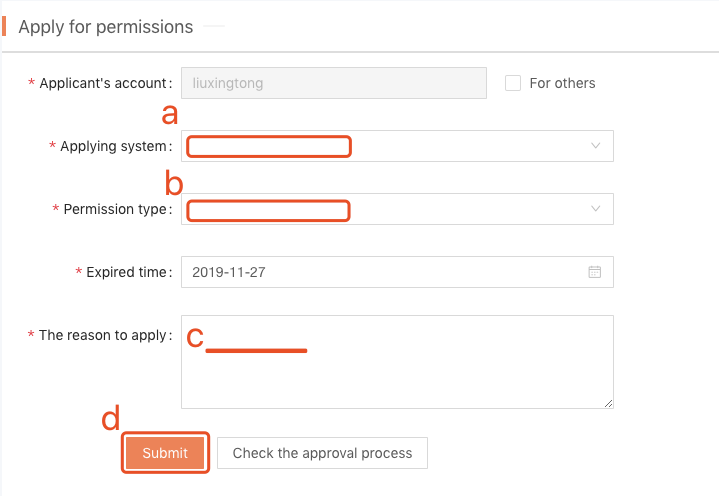 Apply for permissions
* Applicant's account: liuxingtong For others
a
* Applying system:
b
* Permission type:
* Expired time: 2019-11-27
* The reason to apply: c
d
Submit Check the approval process